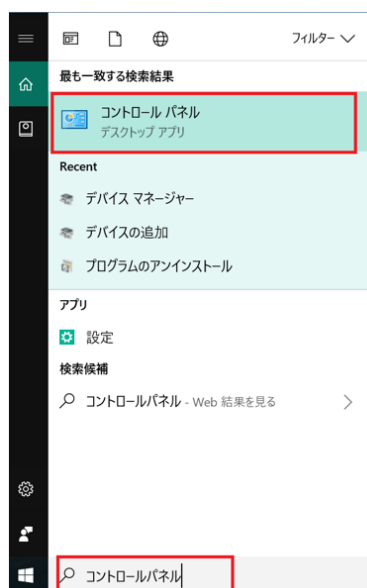 フィルター
最も一致する検索結果
コントロール パネル
デスクトップ アプリ
Recent
デバイス マネージャー
デバイスの追加
プログラムのアンインストール
アプリ
設定
検索候補
コントロールパネル - Web 結果を見る
コントロールパネル